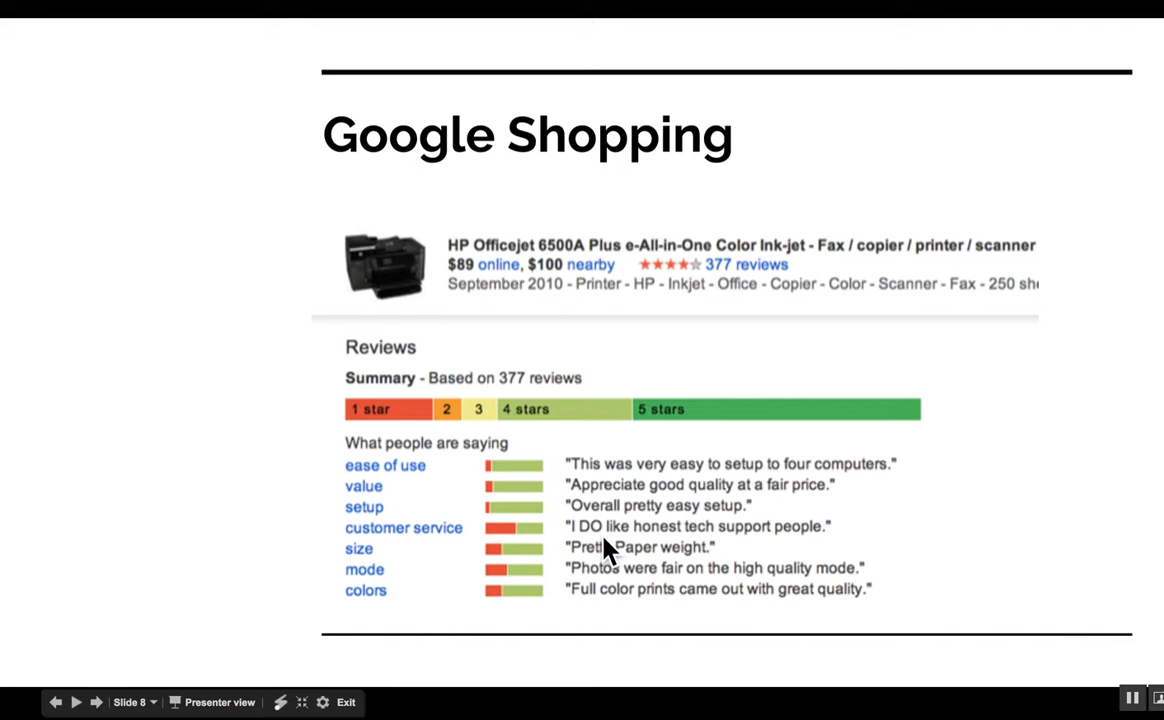 Google Shopping
HP Officejet 6500A Plus e-All-in-One Color Ink-jet - Fax / copier / printer / scanner
$89 online, $100 nearby 377 reviews
September 2010 - Printer - HP - Inkjet - Office - Copier - Color - Scanner - Fax - 250
Reviews
Summary - Based on 377 reviews
1 star 2 3 4 stars 5 stars
What people are saying
ease of use "This was very easy to setup to four computers."
value "Appreciate good quality at a fair price."
setup "Overall pretty easy setup."
customer service "I DO like honest tech support people."
size Paper weight."
mode "Photos were fair on the high quality mode."
colors "Full color prints came out with great quality."
Slide 8 Presenter view Exit